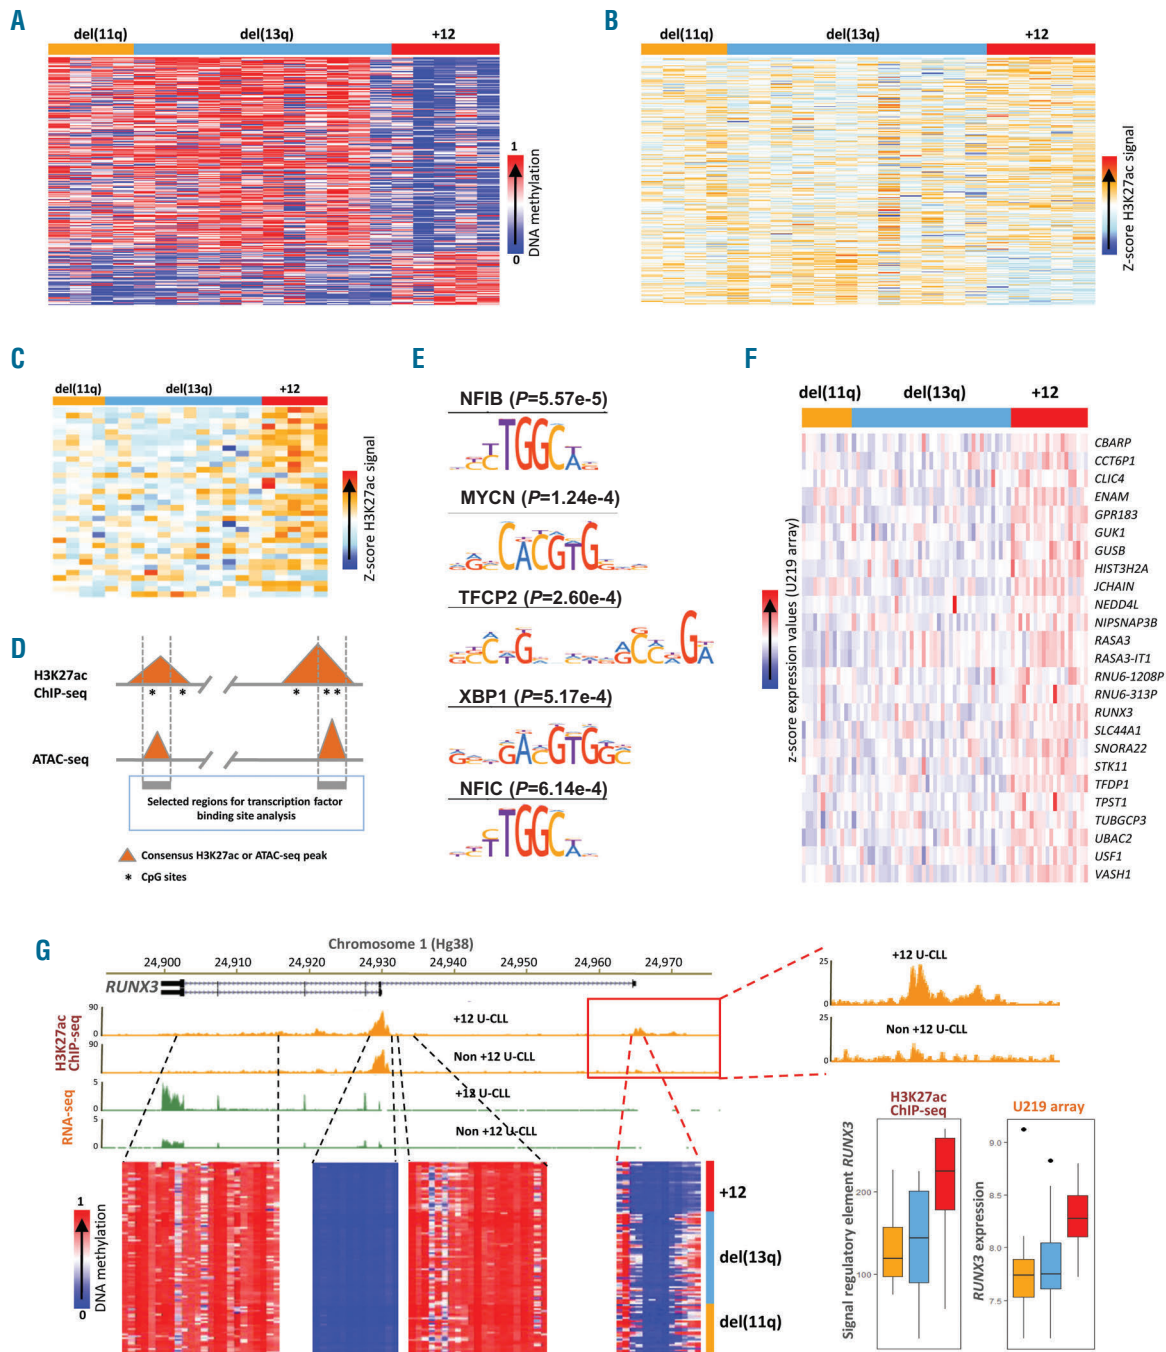 A
del(11q) del(13q) +12
1
DNA methylation
0
B
del(11q) del(13q) +12
Z-score H3K27ac signal
C
del(11q) del(13q) +12
Z-score H3K27ac signal
D
H3K27ac
ChIP-seq
* * * * *
ATAC-seq
Selected regions for transcription factor
binding site analysis
Consensus H3K27ac or ATAC-seq peak
* CpG sites
E
NFIB (P=5.57e-5)
TGGCA
MYCN (P=1.24e-4)
CACGTG
TFCP2 (P=2.60e-4)
XBP1 (P=5.17e-4)
GACGTGGC
NFIC (P=6.14e-4)
TTGGCA
F
del(11q) del(13q) +12
z-score expression values (U219 array)
CBARP
CCT6P1
CLIC4
ENAM
GPR183
GUK1
GUSB
HIST3H2A
JCHAIN
NEDD4L
NIPSNAP3B
RASA3
RASA3-IT1
RNU6-1208P
RNU6-313P
RUNX3
SLC44A1
SNORA22
STK11
TFDP1
TPST1
TUBGCP3
UBAC2
USF1
VASH1
G
Chromosome 1 (Hg38)
24,900 24,910 24,920 24,930 24,940 24,950 24,960 24,970
RUNX3
H3K27ac
ChIP-seq
90
0
+12 U-CLL
90
0
Non +12 U-CLL
RNA-seq
5
0
+12 U-CLL
5
0
Non +12 U-CLL
1
DNA methylation
0
+12
del(13q)
del(11q)
25
0
+12 U-CLL
25
0
Non +12 U-CLL
H3K27ac
ChIP-seq
Signal regulatory element RUNX3
200
100
U219 array
RUNX3 expression
9.0
8.5
8.0
7.5